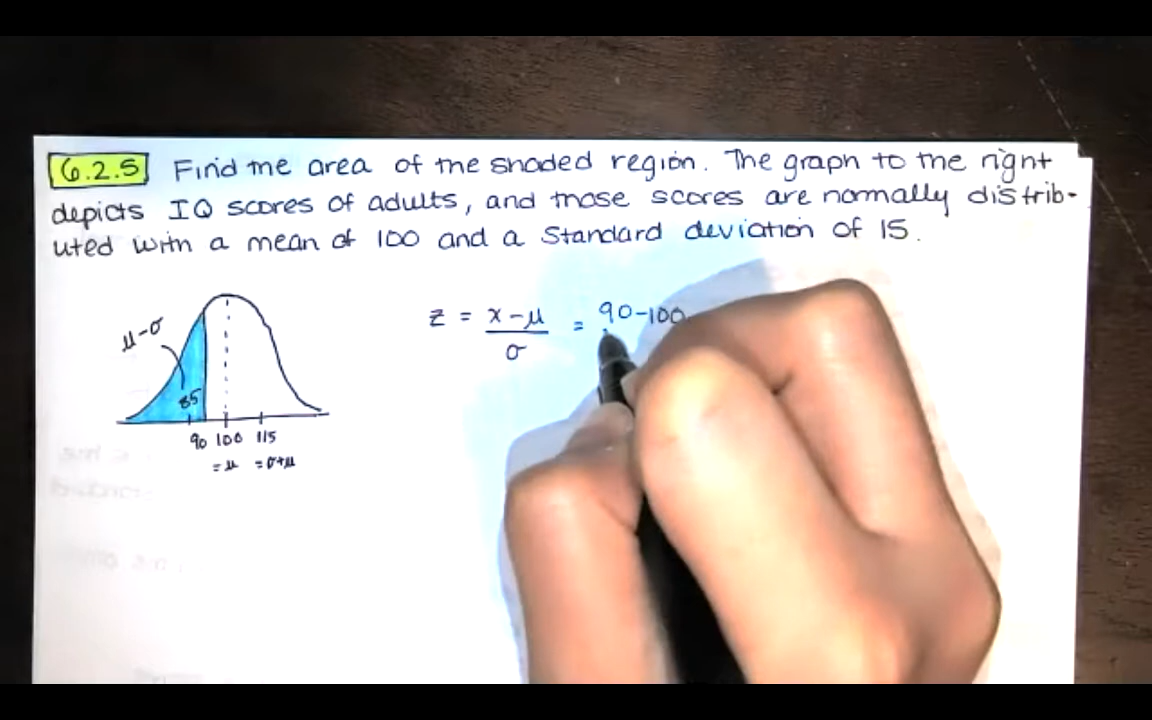 6.2.5 Find the area of the shaded region. The graph to the right
depicts IQ scores of adults, and those scores are normally distrib-
uted with a mean of 100 and a standard deviation of 15.
μ-σ
85
90 100 115
=μ =σ+μ
z = x-μ / σ = 90-100